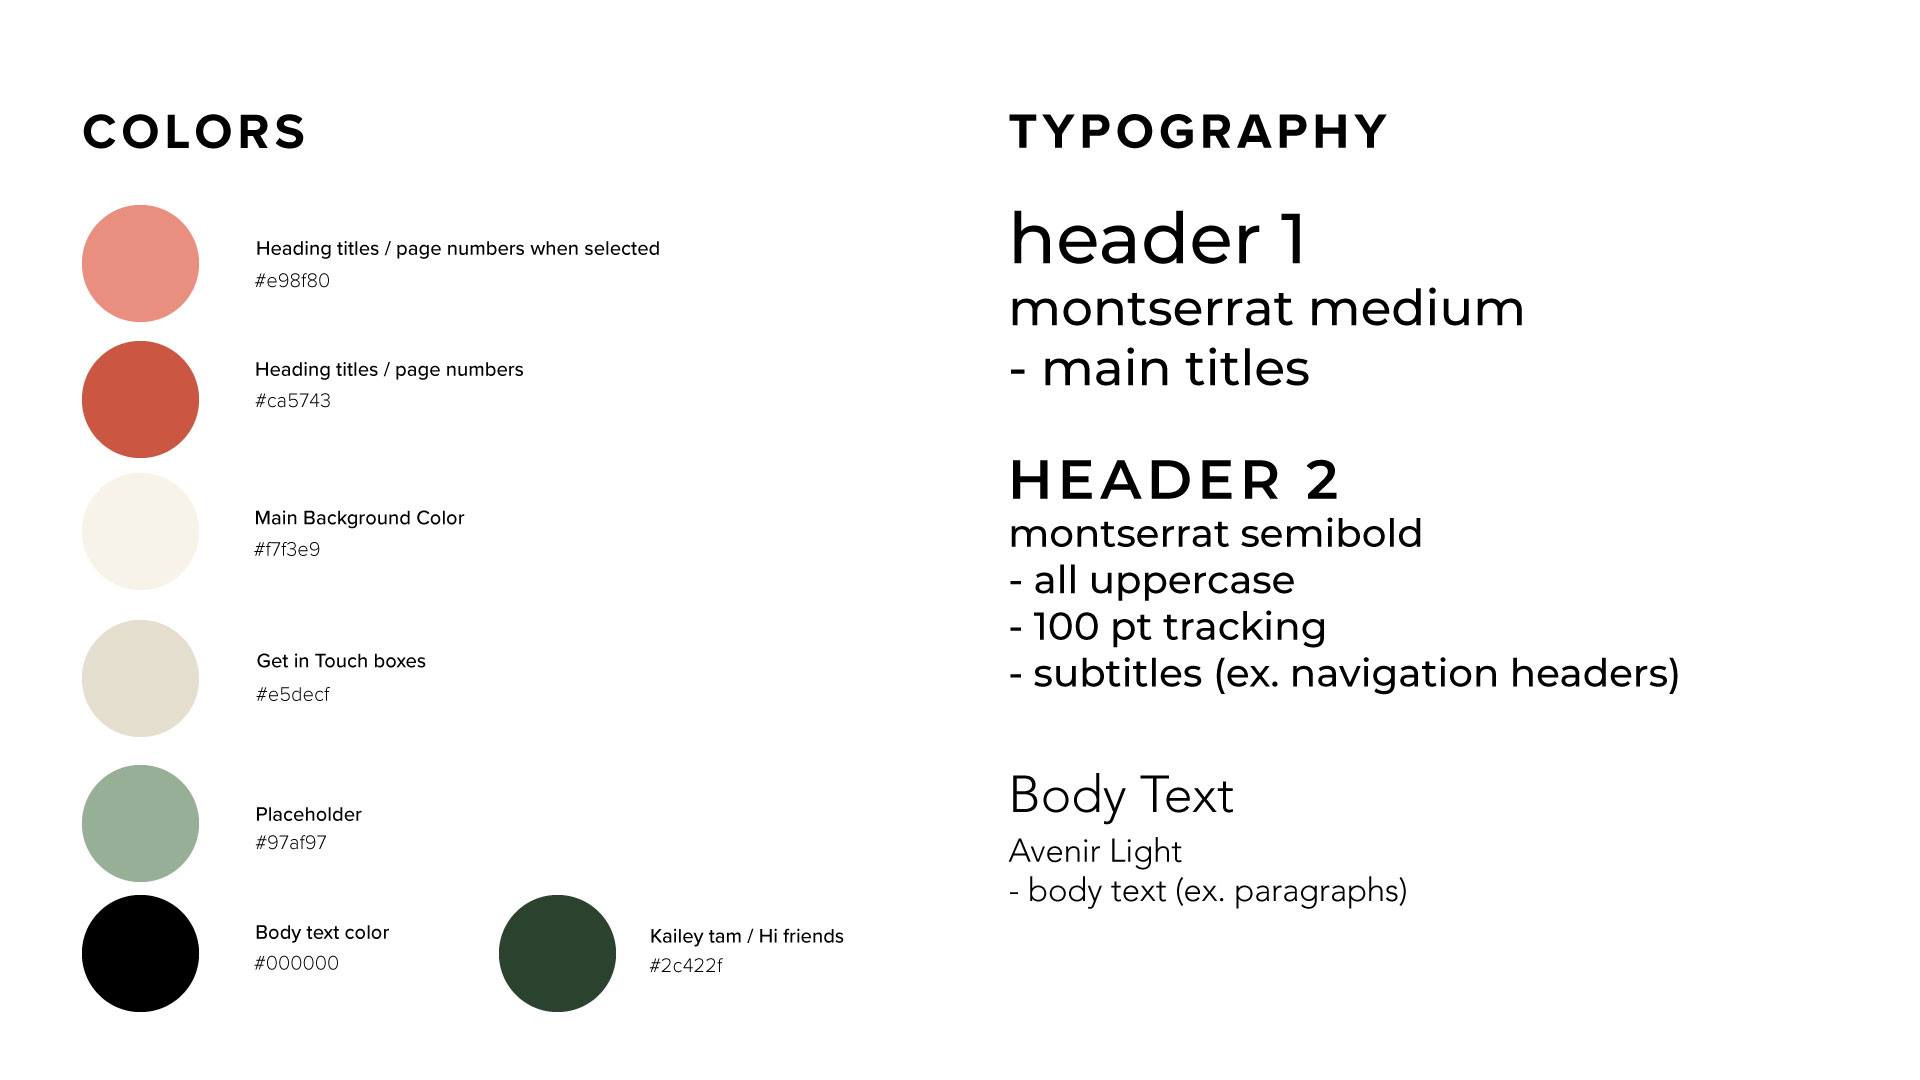 COLORS
Heading titles / page numbers when selected
#e98f80
Heading titles / page numbers
#ca5743
Main Background Color
#f7f3e9
Get in Touch boxes
#e5decf
Placeholder
#97af97
Body text color
#000000
Kailey tam / Hi friends
#2c422f
TYPOGRAPHY
header 1
montserrat medium
- main titles
HEADER 2
montserrat semibold
- all uppercase
- 100 pt tracking
- subtitles (ex. navigation headers)
Body Text
Avenir Light
- body text (ex. paragraphs)